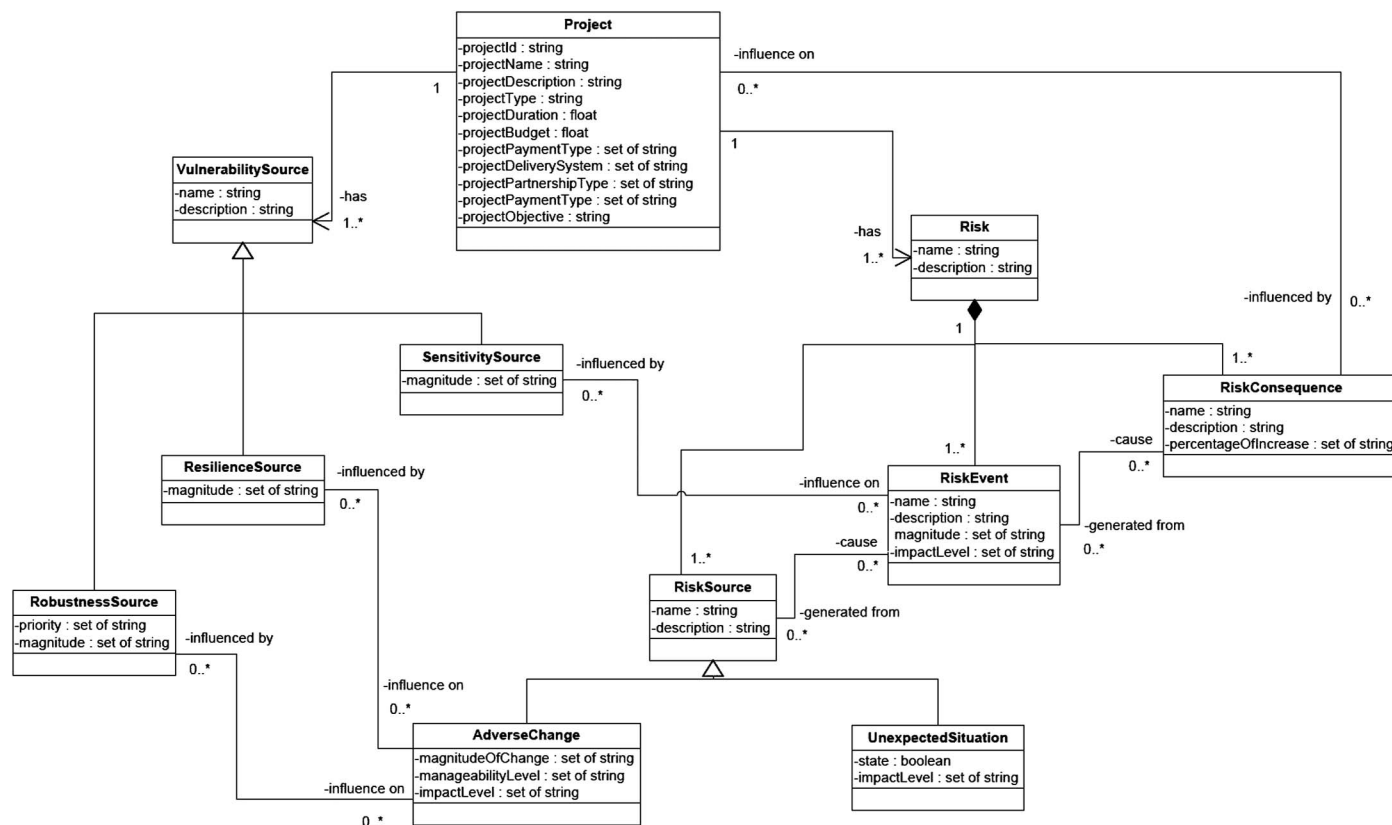 Project
-projectId : string
-projectName : string
-projectDescription : string
-projectType : string
-projectDuration : float
-projectBudget : float
-projectPaymentType : set of string
-projectDeliverySystem : set of string
-projectPartnershipType : set of string
-projectPaymentType : set of string
-projectObjective : string
1
-has
1..*
-influence on
0..*
1
-has
1..*
-influenced by
0..*
VulnerabilitySource
-name : string
-description : string
Risk
-name : string
-description : string
1
1..*
1..*
1..*
SensitivitySource
-magnitude : set of string
-influenced by
0..*
-influence on
0..*
RiskConsequence
-name : string
-description : string
-percentageOfIncrease : set of string
-cause
0..*
-generated from
0..*
ResilienceSource
-magnitude : set of string
-influenced by
0..*
-influence on
0..*
RiskEvent
-name : string
-description : string
magnitude : set of string
-impactLevel : set of string
-cause
0..*
-generated from
0..*
RiskSource
-name : string
-description : string
RobustnessSource
-priority : set of string
-magnitude : set of string
-influenced by
0..*
-influence on
0..*
AdverseChange
-magnitudeOfChange : set of string
-manageabilityLevel : set of string
-impactLevel : set of string
UnexpectedSituation
-state : boolean
-impactLevel : set of string